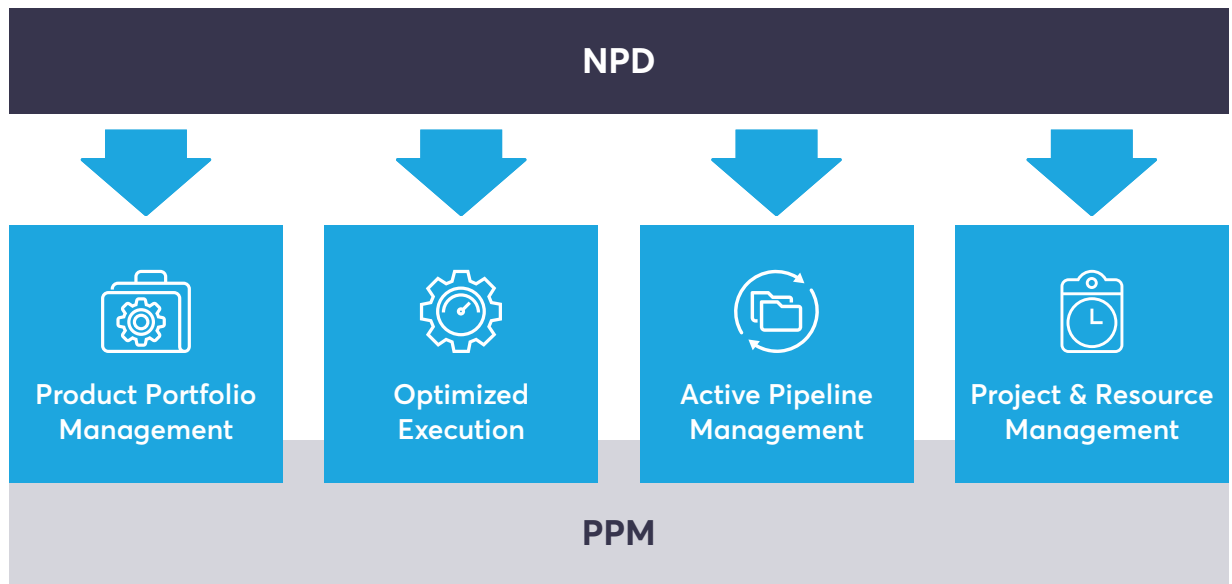 NPD
Product Portfolio
Management
Optimized
Execution
Active Pipeline
Management
Project & Resource
Management
PPM